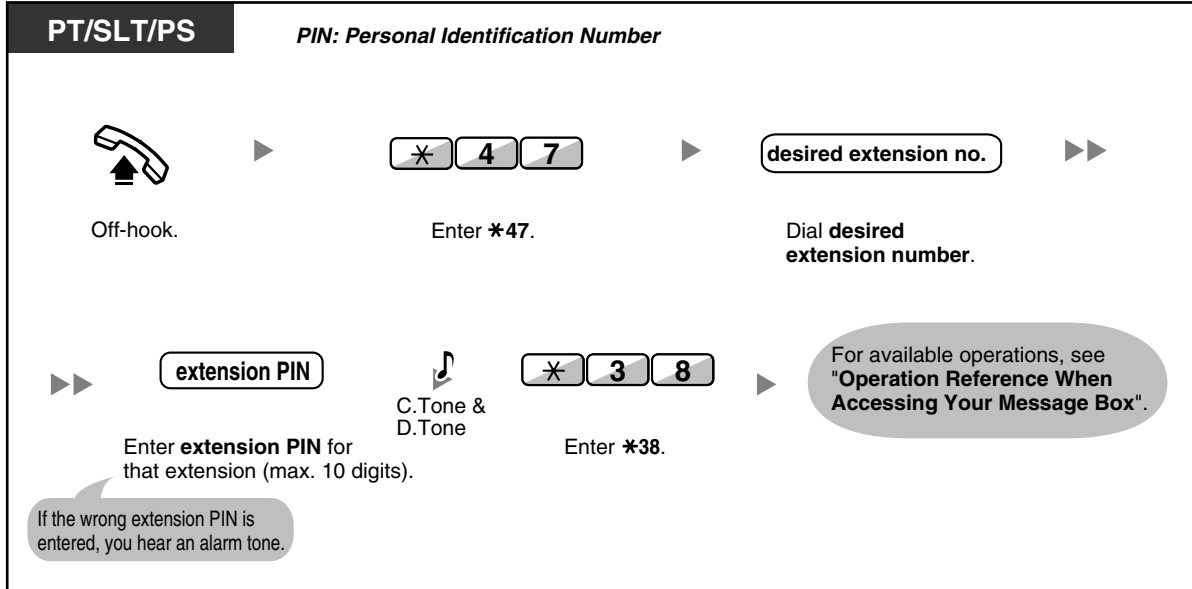 PT/SLT/PS
PIN: Personal Identification Number
* 4 7
desired extension no.
Off-hook.
Enter *47.
Dial desired
extension number.
extension PIN
* 3 8
C.Tone &
D.Tone
Enter extension PIN for
that extension (max. 10 digits).
Enter *38.
For available operations, see
"Operation Reference When
Accessing Your Message Box".
If the wrong extension PIN is
entered, you hear an alarm tone.